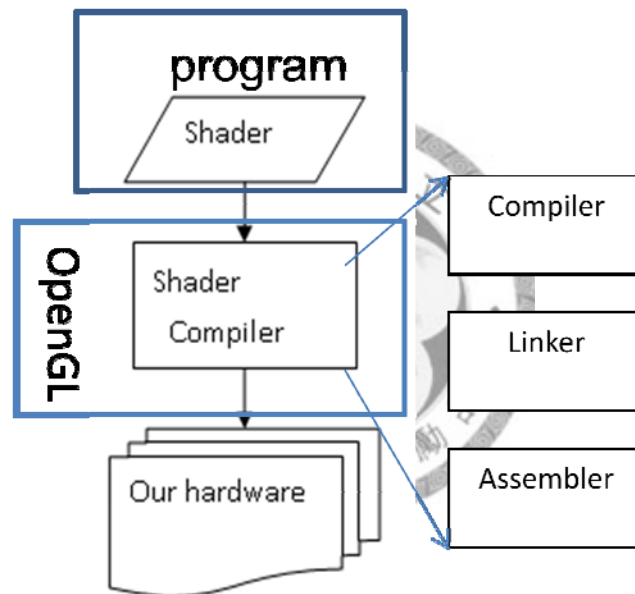 program
Shader
OpenGL
Shader
Compiler
Our hardware
Compiler
Linker
Assembler